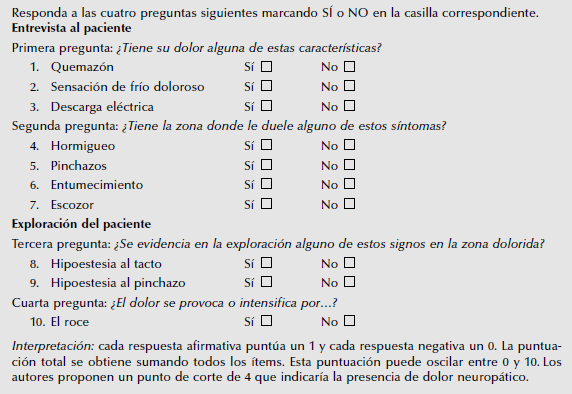 Responda a las cuatro preguntas siguientes marcando SÍ o NO en la casilla correspondiente.
Entrevista al paciente
Primera pregunta: ¿Tiene su dolor alguna de estas características?
1. Quemazón Sí No
2. Sensación de frío doloroso Sí No
3. Descarga eléctrica Sí No
Segunda pregunta: ¿Tiene la zona donde le duele alguno de estos síntomas?
4. Hormigueo Sí No
5. Pinchazos Sí No
6. Entumecimiento Sí No
7. Escozor Sí No
Exploración del paciente
Tercera pregunta: ¿Se evidencia en la exploración alguno de estos signos en la zona dolorida?
8. Hipoestesia al tacto Sí No
9. Hipoestesia al pinchazo Sí No
Cuarta pregunta: ¿El dolor se provoca o intensifica por...?
10. El roce Sí No
Interpretación: cada respuesta afirmativa puntúa un 1 y cada respuesta negativa un 0. La puntua-
ción total se obtiene sumando todos los ítems. Esta puntuación puede oscilar entre 0 y 10. Los
autores proponen un punto de corte de 4 que indicaría la presencia de dolor neuropático.